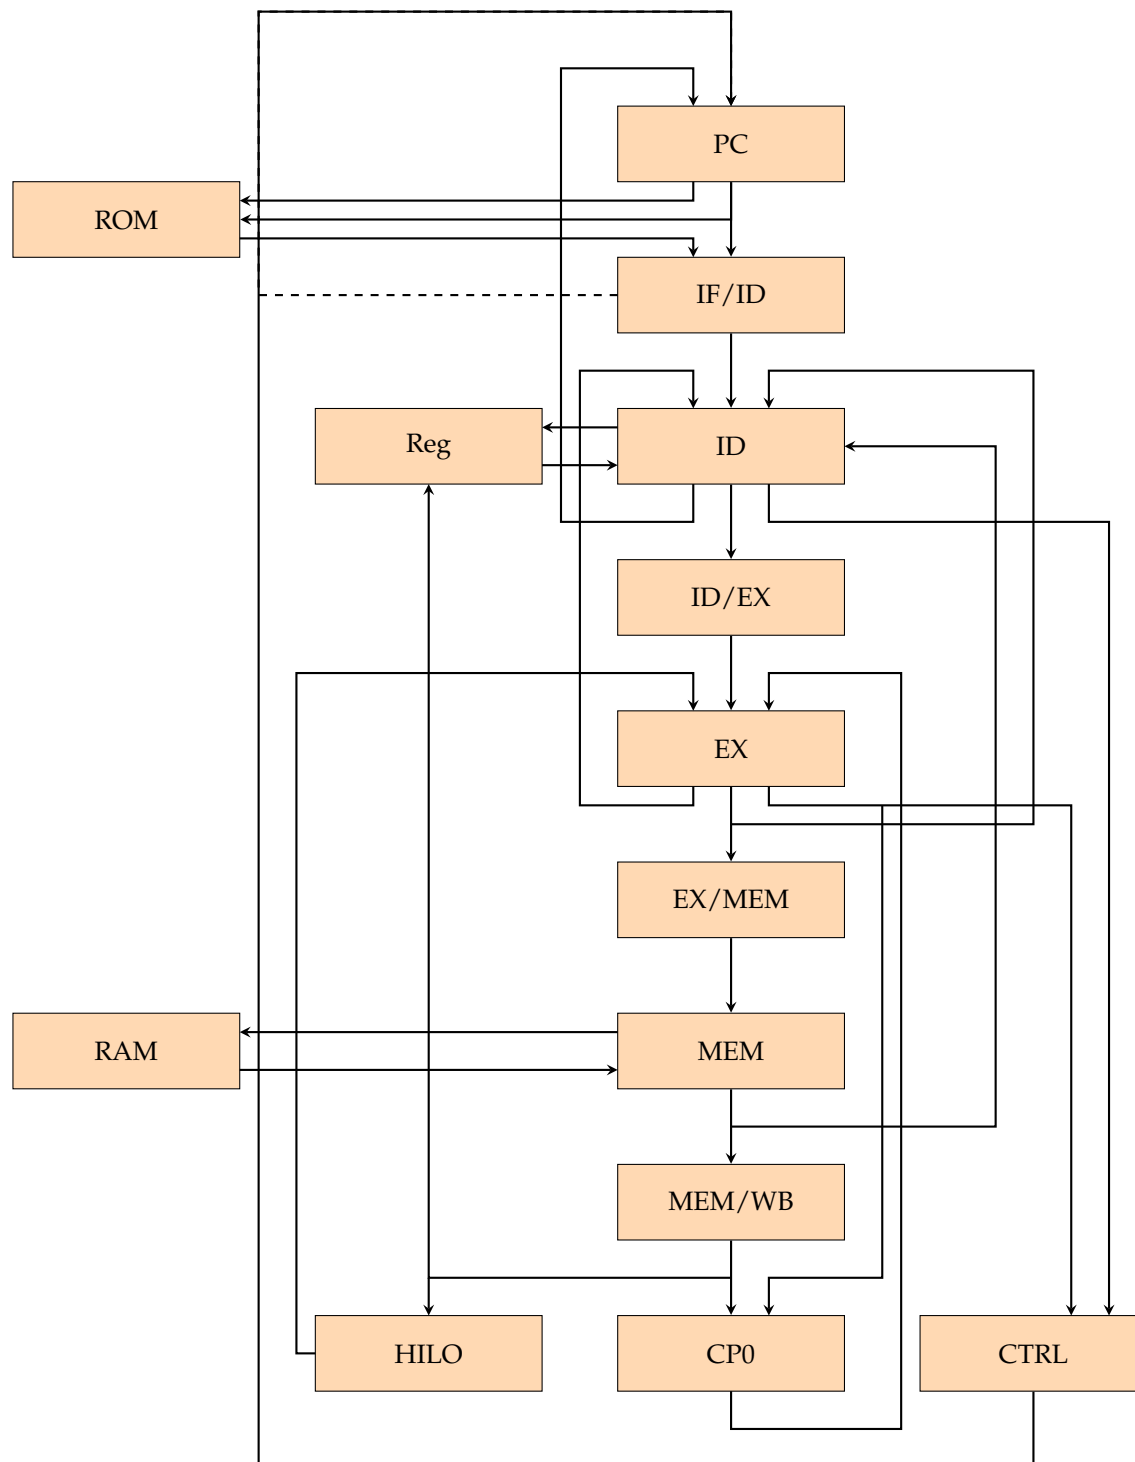 PC
ROM
IF/ID
Reg
ID
ID/EX
EX
EX/MEM
RAM
MEM
MEM/WB
HILO
CP0
CTRL